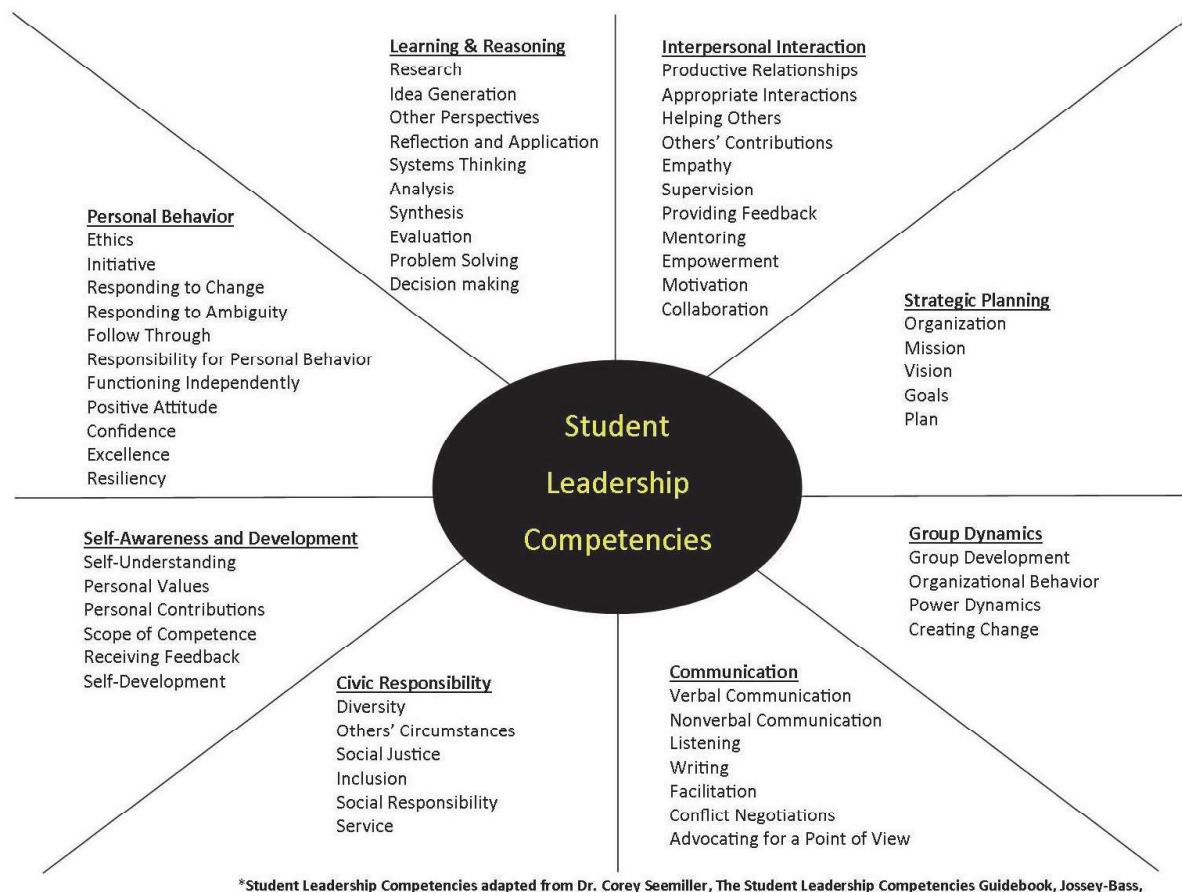 Learning & Reasoning
Research
Idea Generation
Other Perspectives
Reflection and Application
Systems Thinking
Analysis
Synthesis
Evaluation
Problem Solving
Decision making
Interpersonal Interaction
Productive Relationships
Appropriate Interactions
Helping Others
Others' Contributions
Empathy
Supervision
Providing Feedback
Mentoring
Empowerment
Motivation
Collaboration
Personal Behavior
Ethics
Initiative
Responding to Change
Responding to Ambiguity
Follow Through
Responsibility for Personal Behavior
Functioning Independently
Positive Attitude
Confidence
Excellence
Resiliency
Strategic Planning
Organization
Mission
Vision
Goals
Plan
Student
Leadership
Competencies
Self-Awareness and Development
Self-Understanding
Personal Values
Personal Contributions
Scope of Competence
Receiving Feedback
Self-Development
Group Dynamics
Group Development
Organizational Behavior
Power Dynamics
Creating Change
Civic Responsibility
Diversity
Others' Circumstances
Social Justice
Inclusion
Social Responsibility
Service
Communication
Verbal Communication
Nonverbal Communication
Listening
Writing
Facilitation
Conflict Negotiations
Advocating for a Point of View
*Student Leadership Competencies adapted from Dr. Corey Seemiller, The Student Leadership Competencies Guidebook, Jossey-Bass,